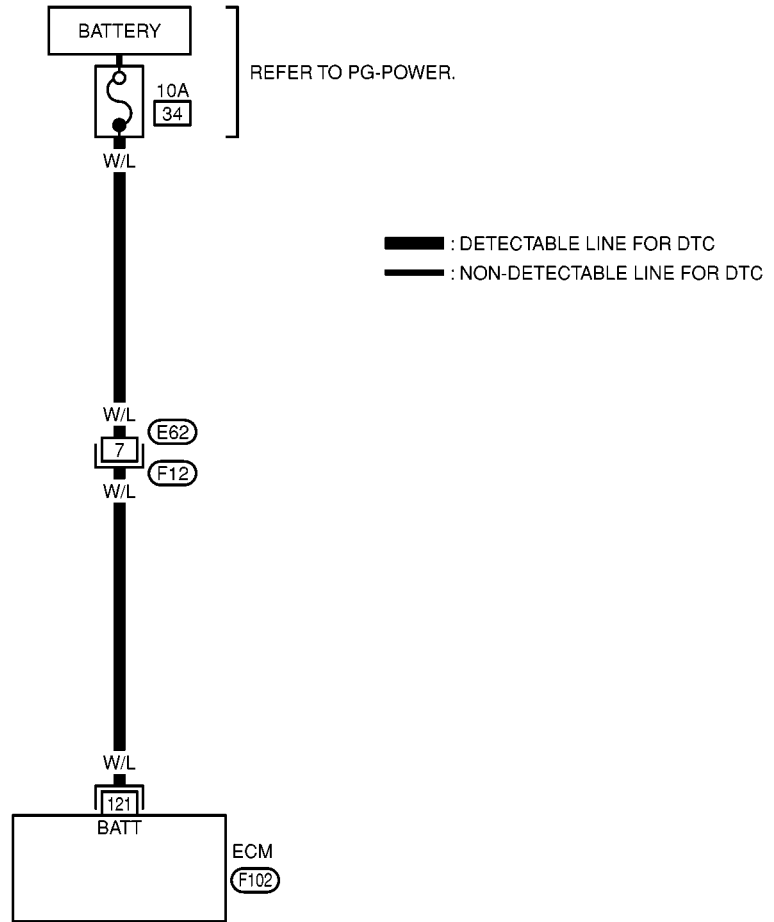 BATTERY
REFER TO PG-POWER.
10A
34
W/L
: DETECTABLE LINE FOR DTC
: NON-DETECTABLE LINE FOR DTC
W/L
E62
7
F12
W/L
W/L
121
BATT
ECM
F102